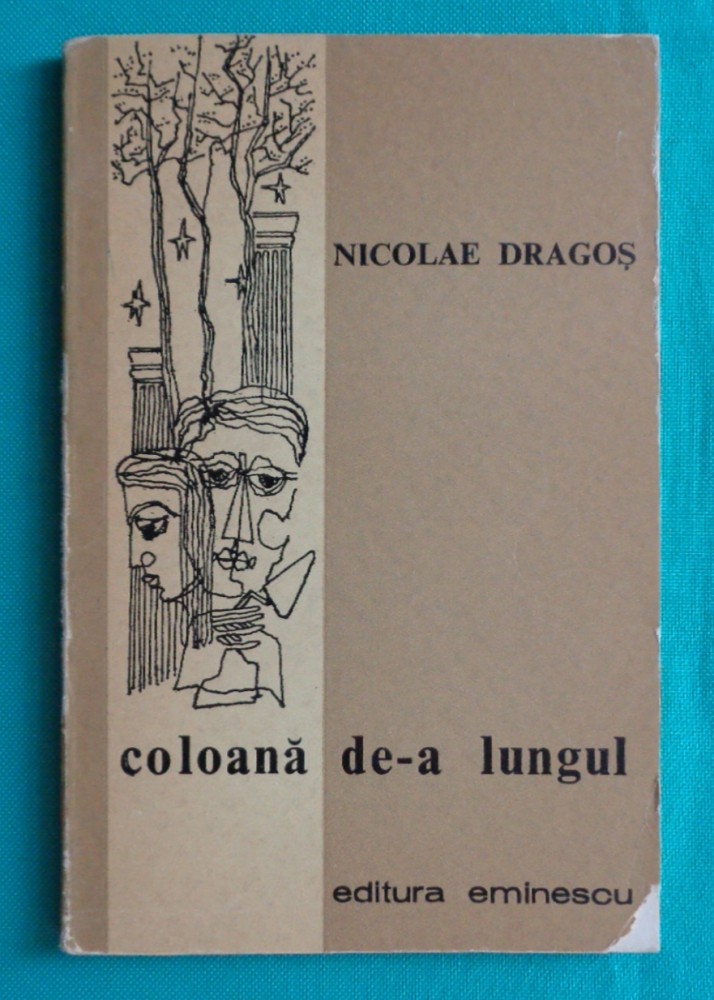 NICOLAE DRAGOȘ
coloană de-a lungul
editura eminescu